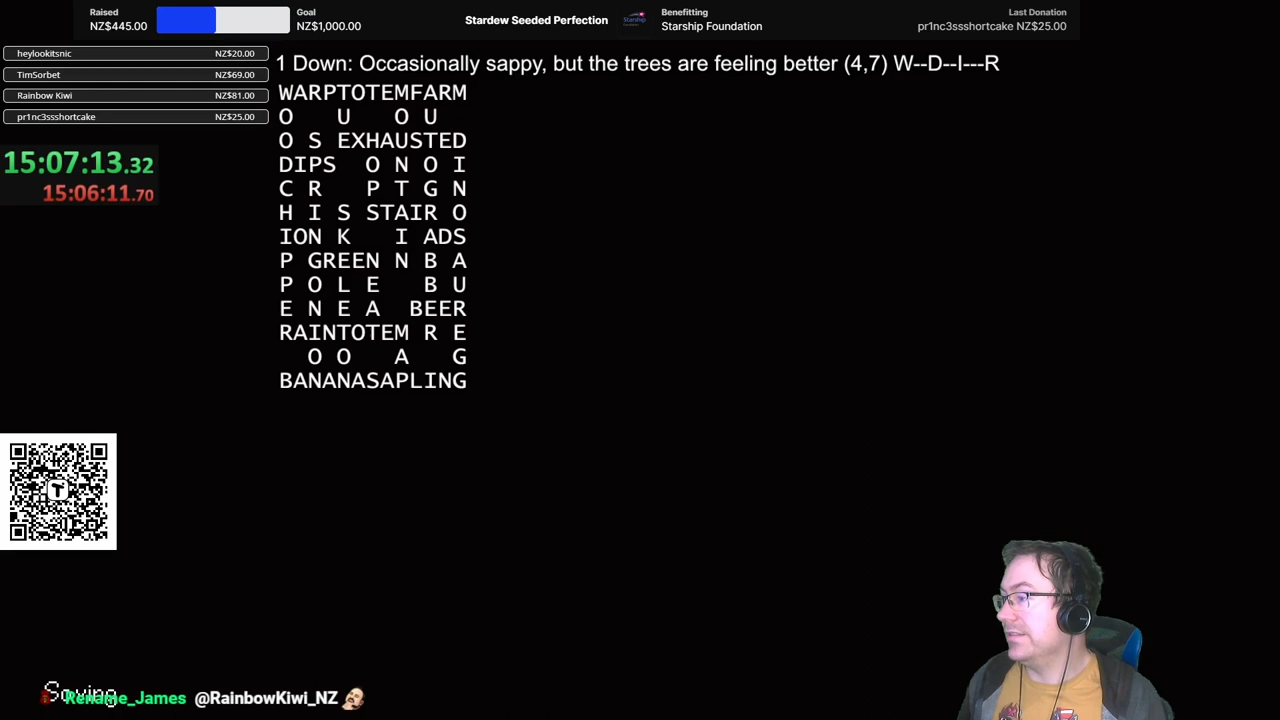 Raised
NZ$445.00
Goal
NZ$1,000.00
Stardew Seeded Perfection
Starship
Benefitting
Starship Foundation
Last Donation
pr1nc3ssshortcake NZ$25.00
heylookitsnic NZ$20.00
TimSorbet NZ$69.00
Rainbow Kiwi NZ$81.00
pr1nc3ssshortcake NZ$25.00
15:07:13.32
15:06:11.70
1 Down: Occasionally sappy, but the trees are feeling better (4,7) W--D--I---R
WARPTOTEMFARM
O   U   O U
O S EXHAUSTED
DIPS  O N O I
C R   P T G N
H I S STAIR O
ION K   I ADS
P GREEN N B A
P O L E   B U
E N E A  BEER
RAINTOTEM R E
  O O   A   G
BANANASAPLING
T
Saving
Rename_James @RainbowKiwi_NZ